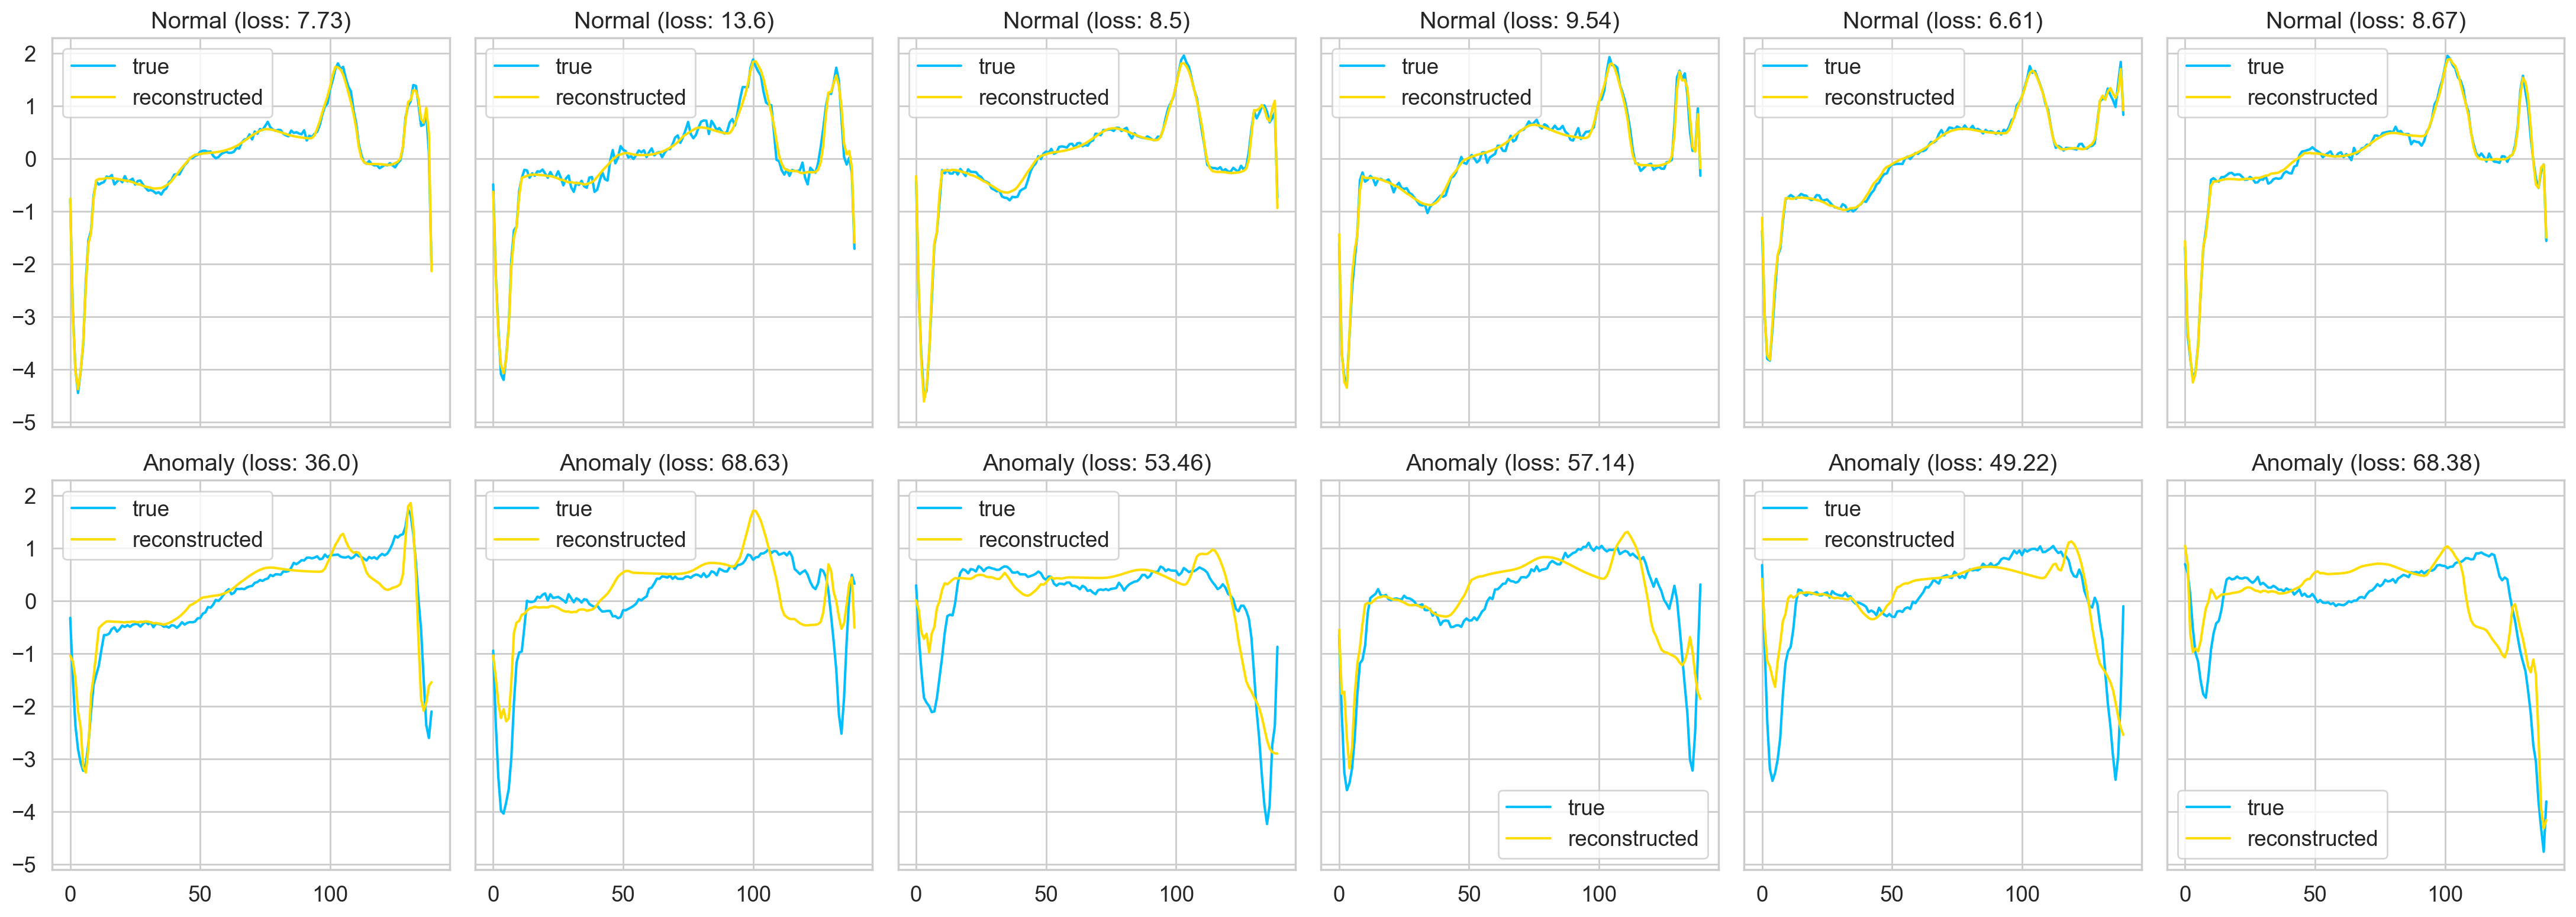 Normal (loss: 7.73)
Normal (loss: 13.6)
Normal (loss: 8.5)
Normal (loss: 9.54)
Normal (loss: 6.61)
Normal (loss: 8.67)
true
reconstructed
true
reconstructed
true
reconstructed
true
reconstructed
true
reconstructed
true
reconstructed
2
1
0
−1
−2
−3
−4
−5
Anomaly (loss: 36.0)
Anomaly (loss: 68.63)
Anomaly (loss: 53.46)
Anomaly (loss: 57.14)
Anomaly (loss: 49.22)
Anomaly (loss: 68.38)
true
reconstructed
true
reconstructed
true
reconstructed
true
reconstructed
true
reconstructed
true
reconstructed
2
1
0
−1
−2
−3
−4
−5
0 50 100
0 50 100
0 50 100
0 50 100
0 50 100
0 50 100